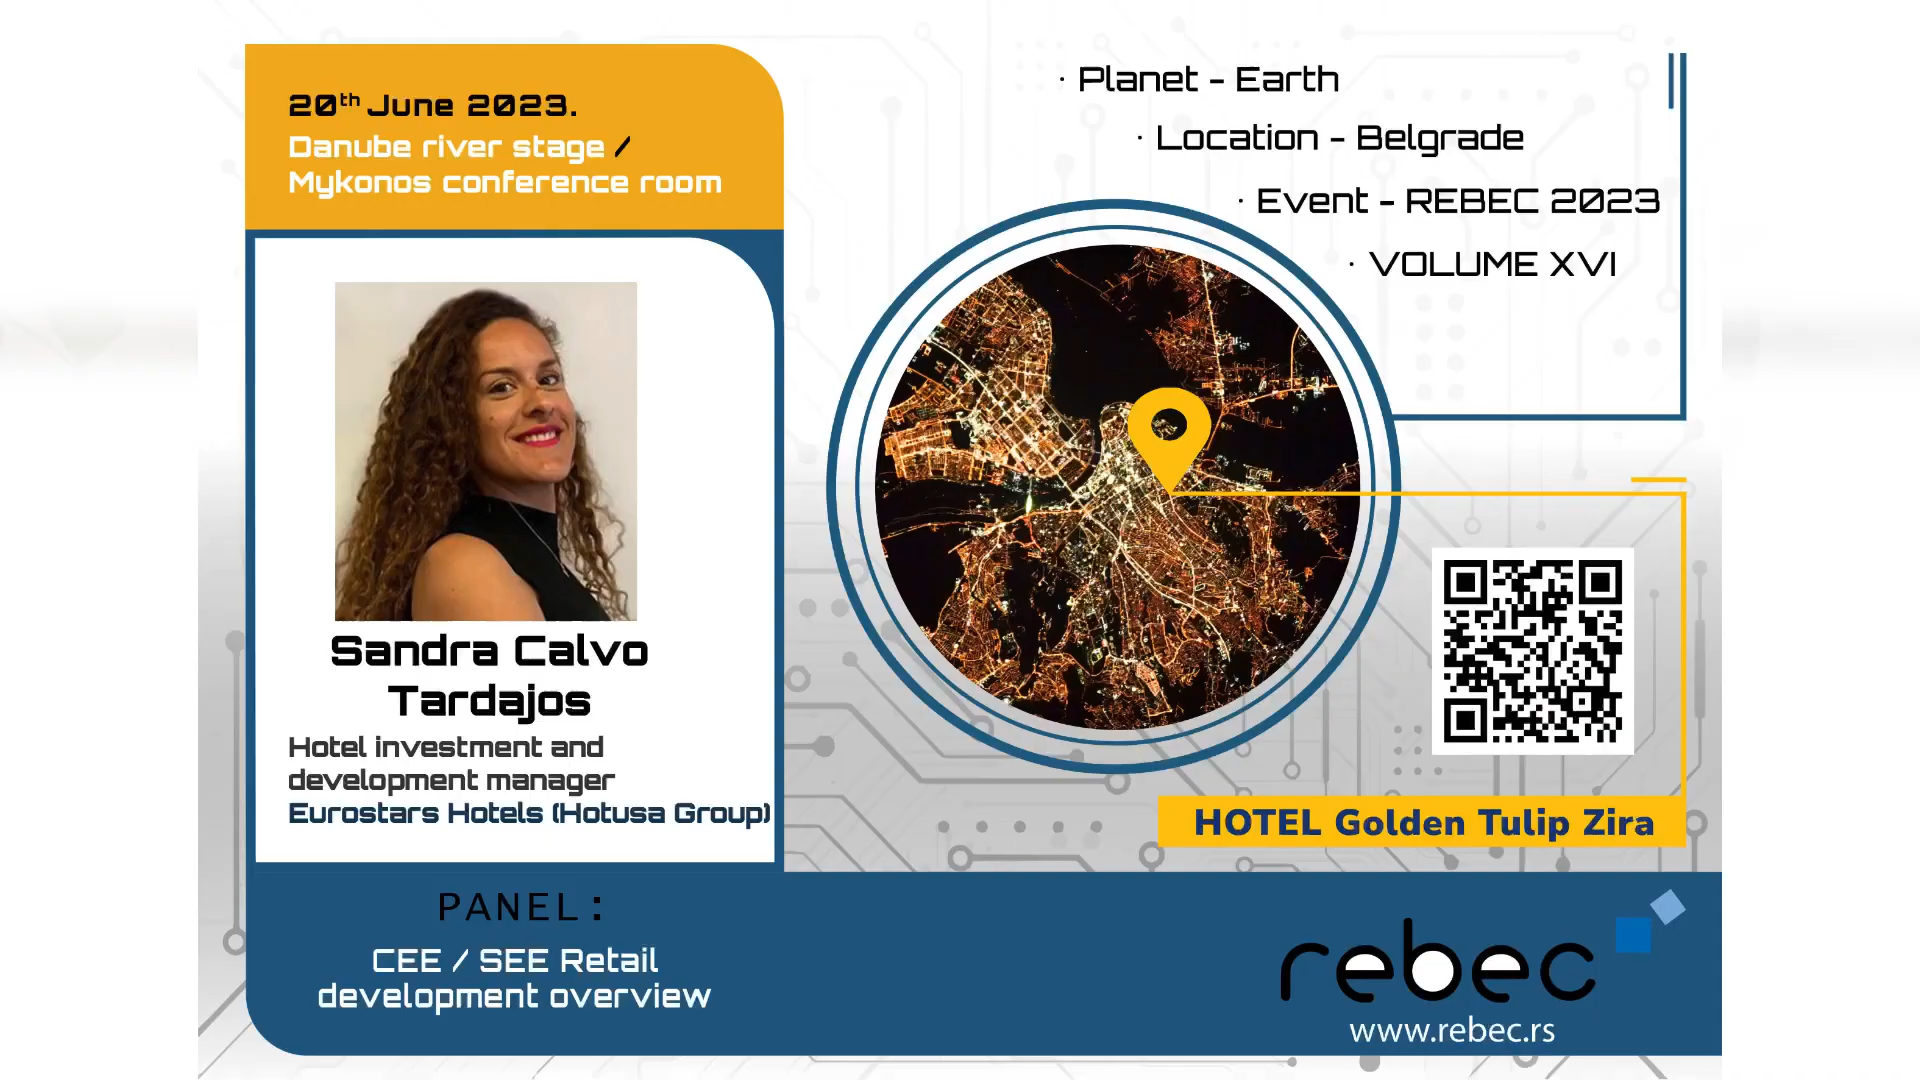 20th June 2023.
Danube river stage /
Mykonos conference room
Sandra Calvo
Tardajos
Hotel investment and
development manager
Eurostars Hotels (Hotusa Group)
PANEL:
CEE / SEE Retail
development overview
· Planet - Earth
· Location - Belgrade
· Event - REBEC 2023
· VOLUME XVI
HOTEL Golden Tulip Zira
rebec
www.rebec.rs